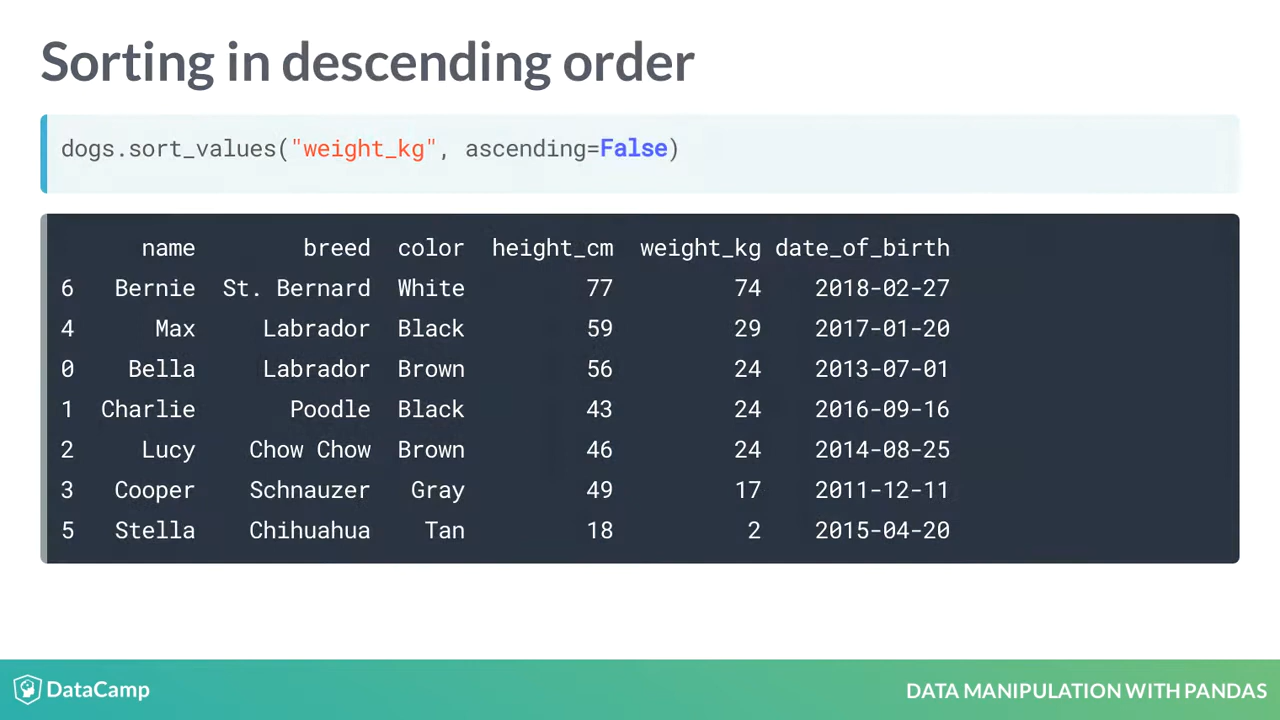 Sorting in descending order
dogs.sort_values("weight_kg", ascending=False)
name breed color height_cm weight_kg date_of_birth
6 Bernie St. Bernard White 77 74 2018-02-27
4 Max Labrador Black 59 29 2017-01-20
0 Bella Labrador Brown 56 24 2013-07-01
1 Charlie Poodle Black 43 24 2016-09-16
2 Lucy Chow Chow Brown 46 24 2014-08-25
3 Cooper Schnauzer Gray 49 17 2011-12-11
5 Stella Chihuahua Tan 18 2 2015-04-20
DataCamp
DATA MANIPULATION WITH PANDAS